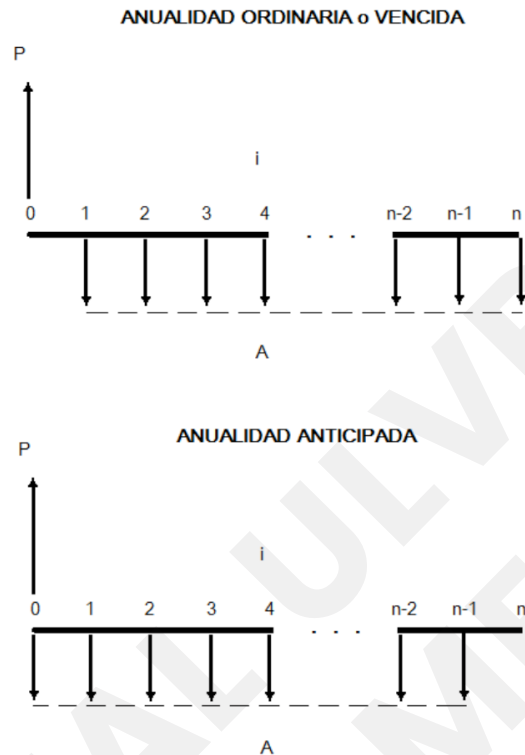 ANUALIDAD ORDINARIA o VENCIDA
P
i
0 1 2 3 4 n-2 n-1 n
. . .
A
ANUALIDAD ANTICIPADA
P
i
0 1 2 3 4 n-2 n-1 n
. . .
A